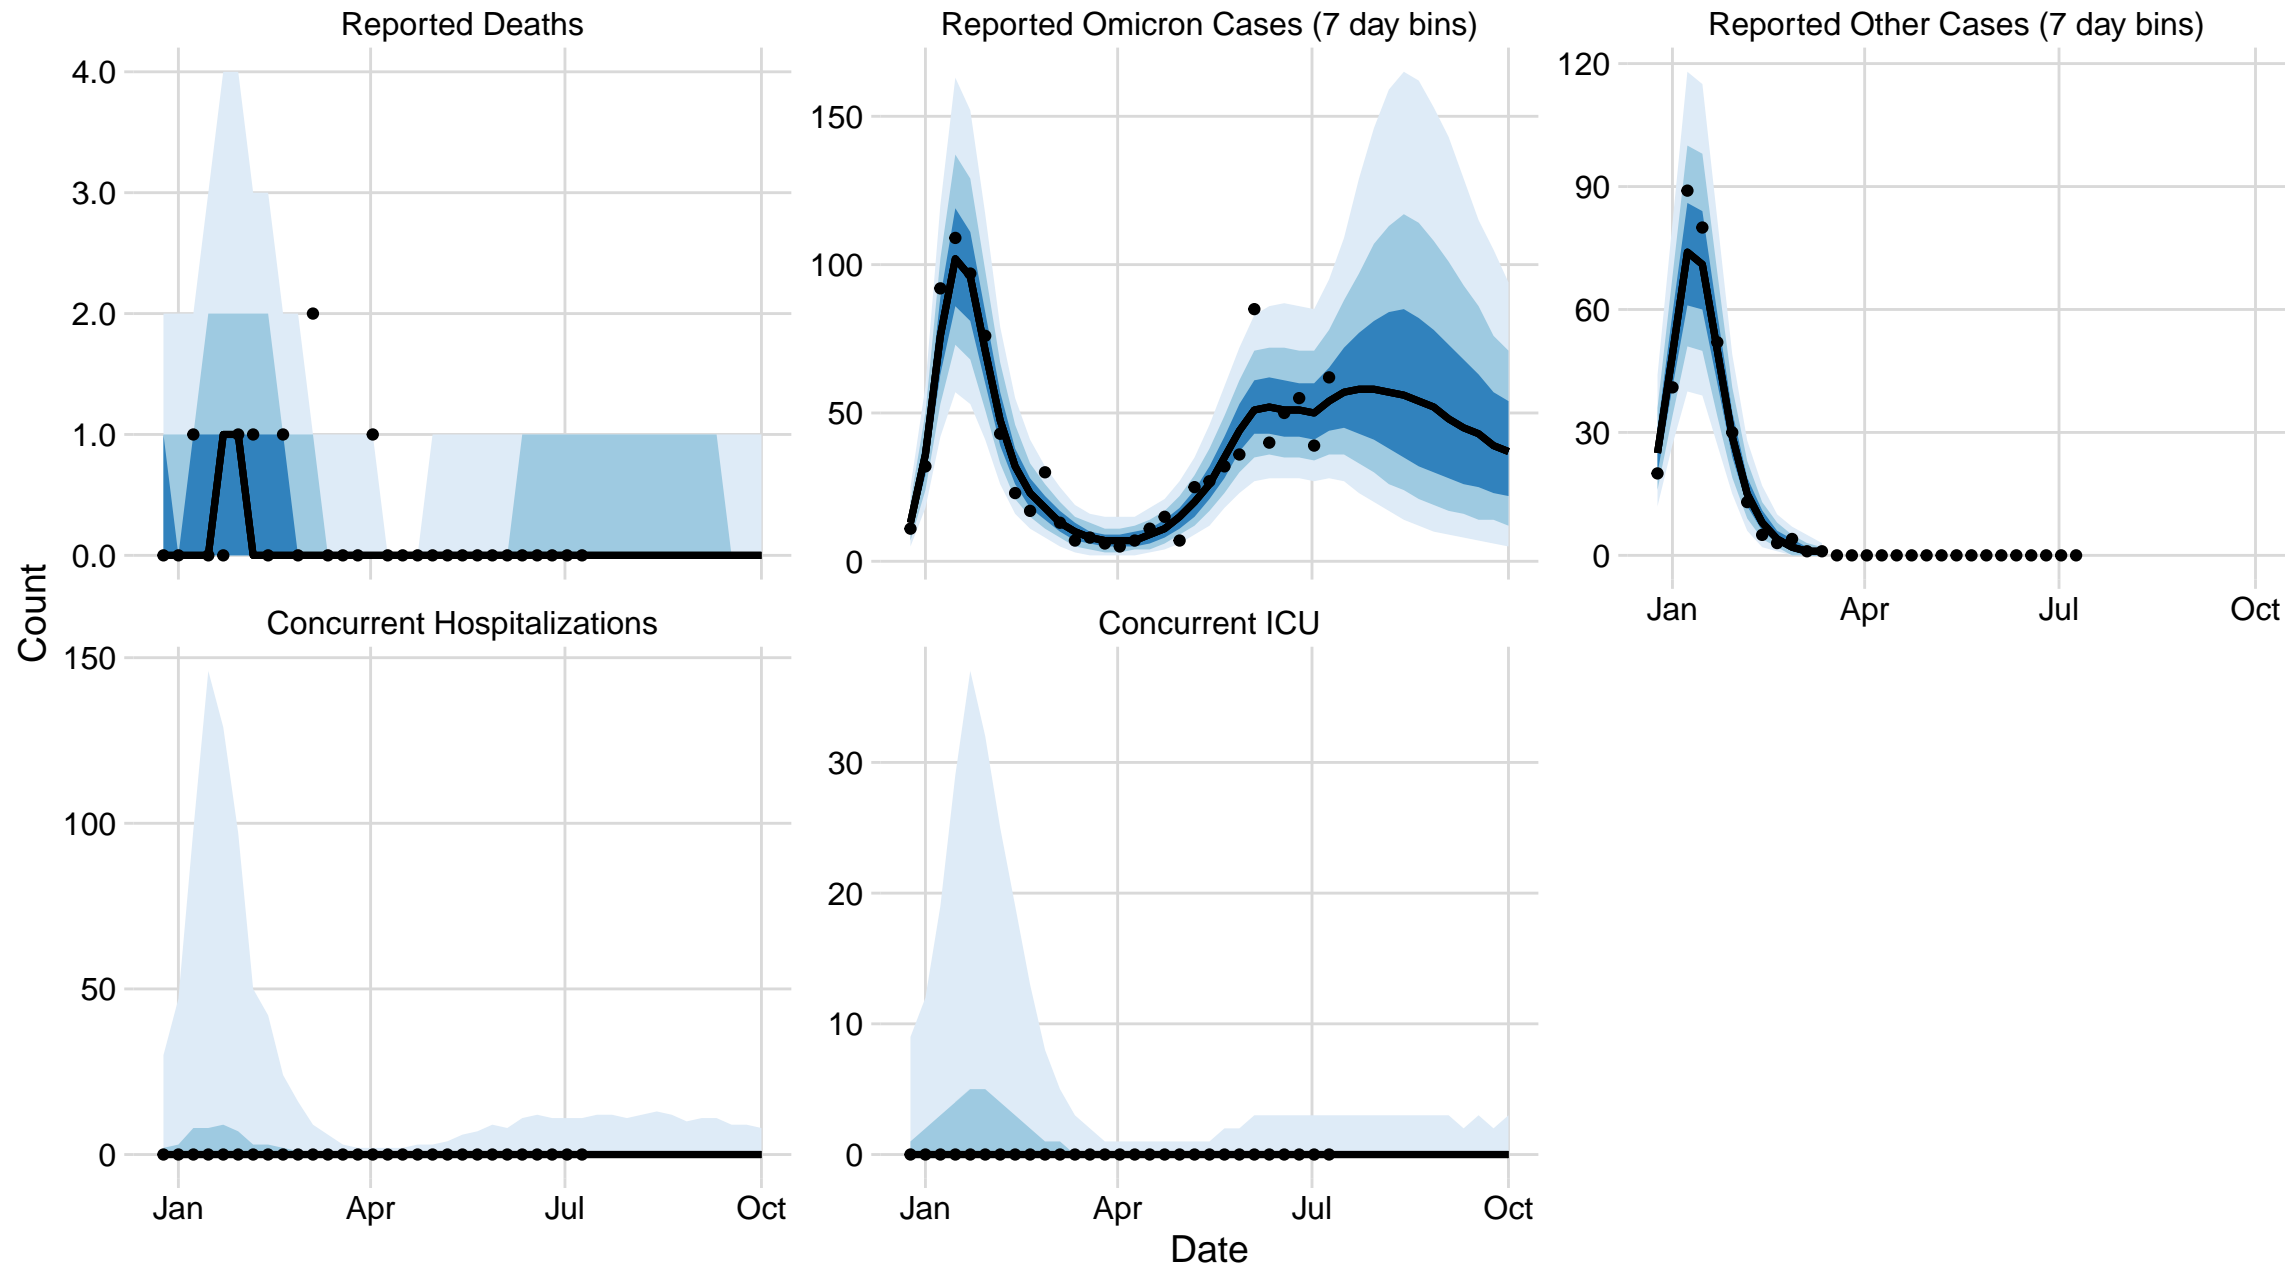 Reported Deaths
4.0
3.0
2.0
1.0
0.0
Reported Omicron Cases (7 day bins)
150
100
50
0
Reported Other Cases (7 day bins)
120
90
60
30
0
Jan Apr Jul Oct
Count
Concurrent Hospitalizations
150
100
50
0
Jan Apr Jul Oct
Concurrent ICU
30
20
10
0
Jan Apr Jul Oct
Date